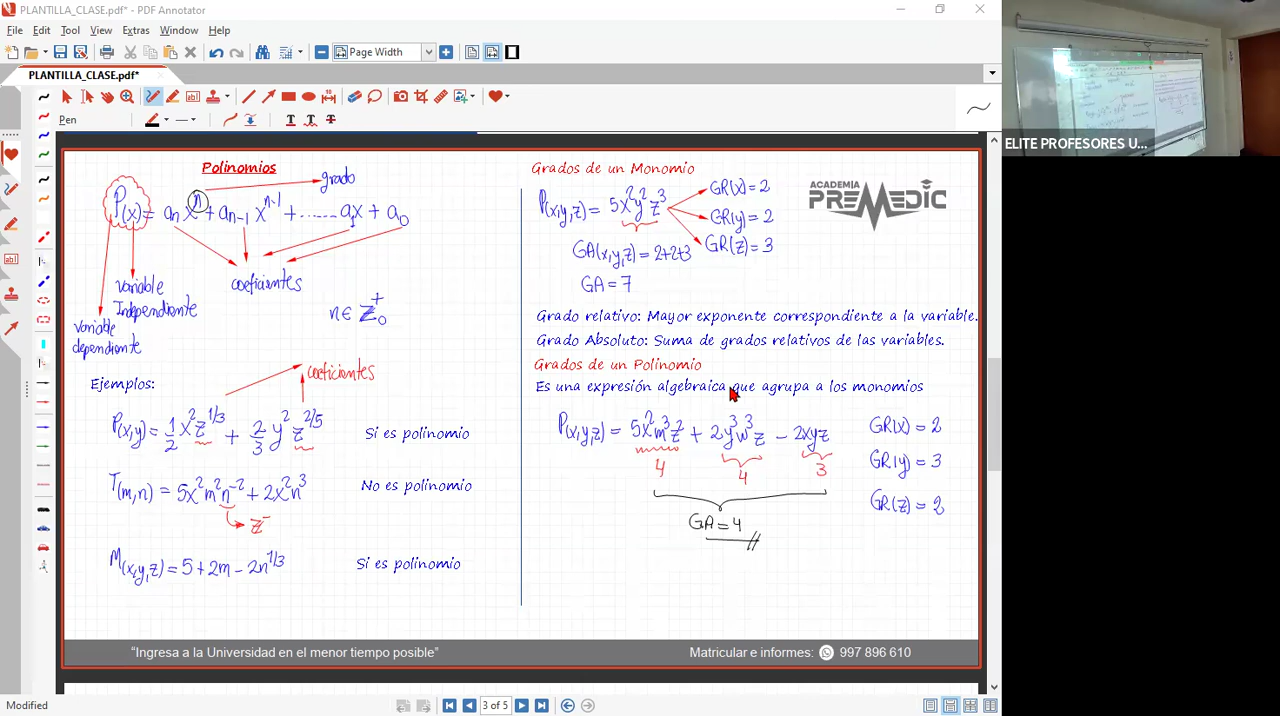 PLANTILLA_CLASE.pdf* - PDF Annotator
File Edit Tool View Extras Window Help
Page Width
PLANTILLA_CLASE.pdf*
Pen
ELITE PROFESORES U...
Polinomios
grado
P(x) = aₙxⁿ + aₙ₋₁xⁿ⁻¹ + ...... a₁x + a₀
variable
Independiente
coeficientes
variable
dependiente
n ∈ Z₀⁺
Ejemplos:
coeficientes
P(x,y) = 1/2 x²z^1/3 + 2/3 y² z^2/5 Si es polinomio
T(m,n) = 5x²m²n⁻² + 2x²n³ No es polinomio
Z⁻
M(x,y,z) = 5 + 2m - 2n^1/3 Si es polinomio
Grados de un Monomio
P(x,y,z) = 5x²y²z³
GR(x) = 2
GR(y) = 2
GR(z) = 3
GA(x,y,z) = 2+2+3
GA = 7
ACADEMIA
PREMEDIC
Grado relativo: Mayor exponente correspondiente a la variable.
Grado Absoluto: Suma de grados relativos de las variables.
Grados de un Polinomio
Es una expresión algebraica que agrupa a los monomios
P(x,y,z) = 5x²m³z² + 2y³w³z - 2xyz
4 4 3
GA = 4
GR(x) = 2
GR(y) = 3
GR(z) = 2
“Ingresa a la Universidad en el menor tiempo posible” Matricular e informes: 997 896 610
Modified 3 of 5